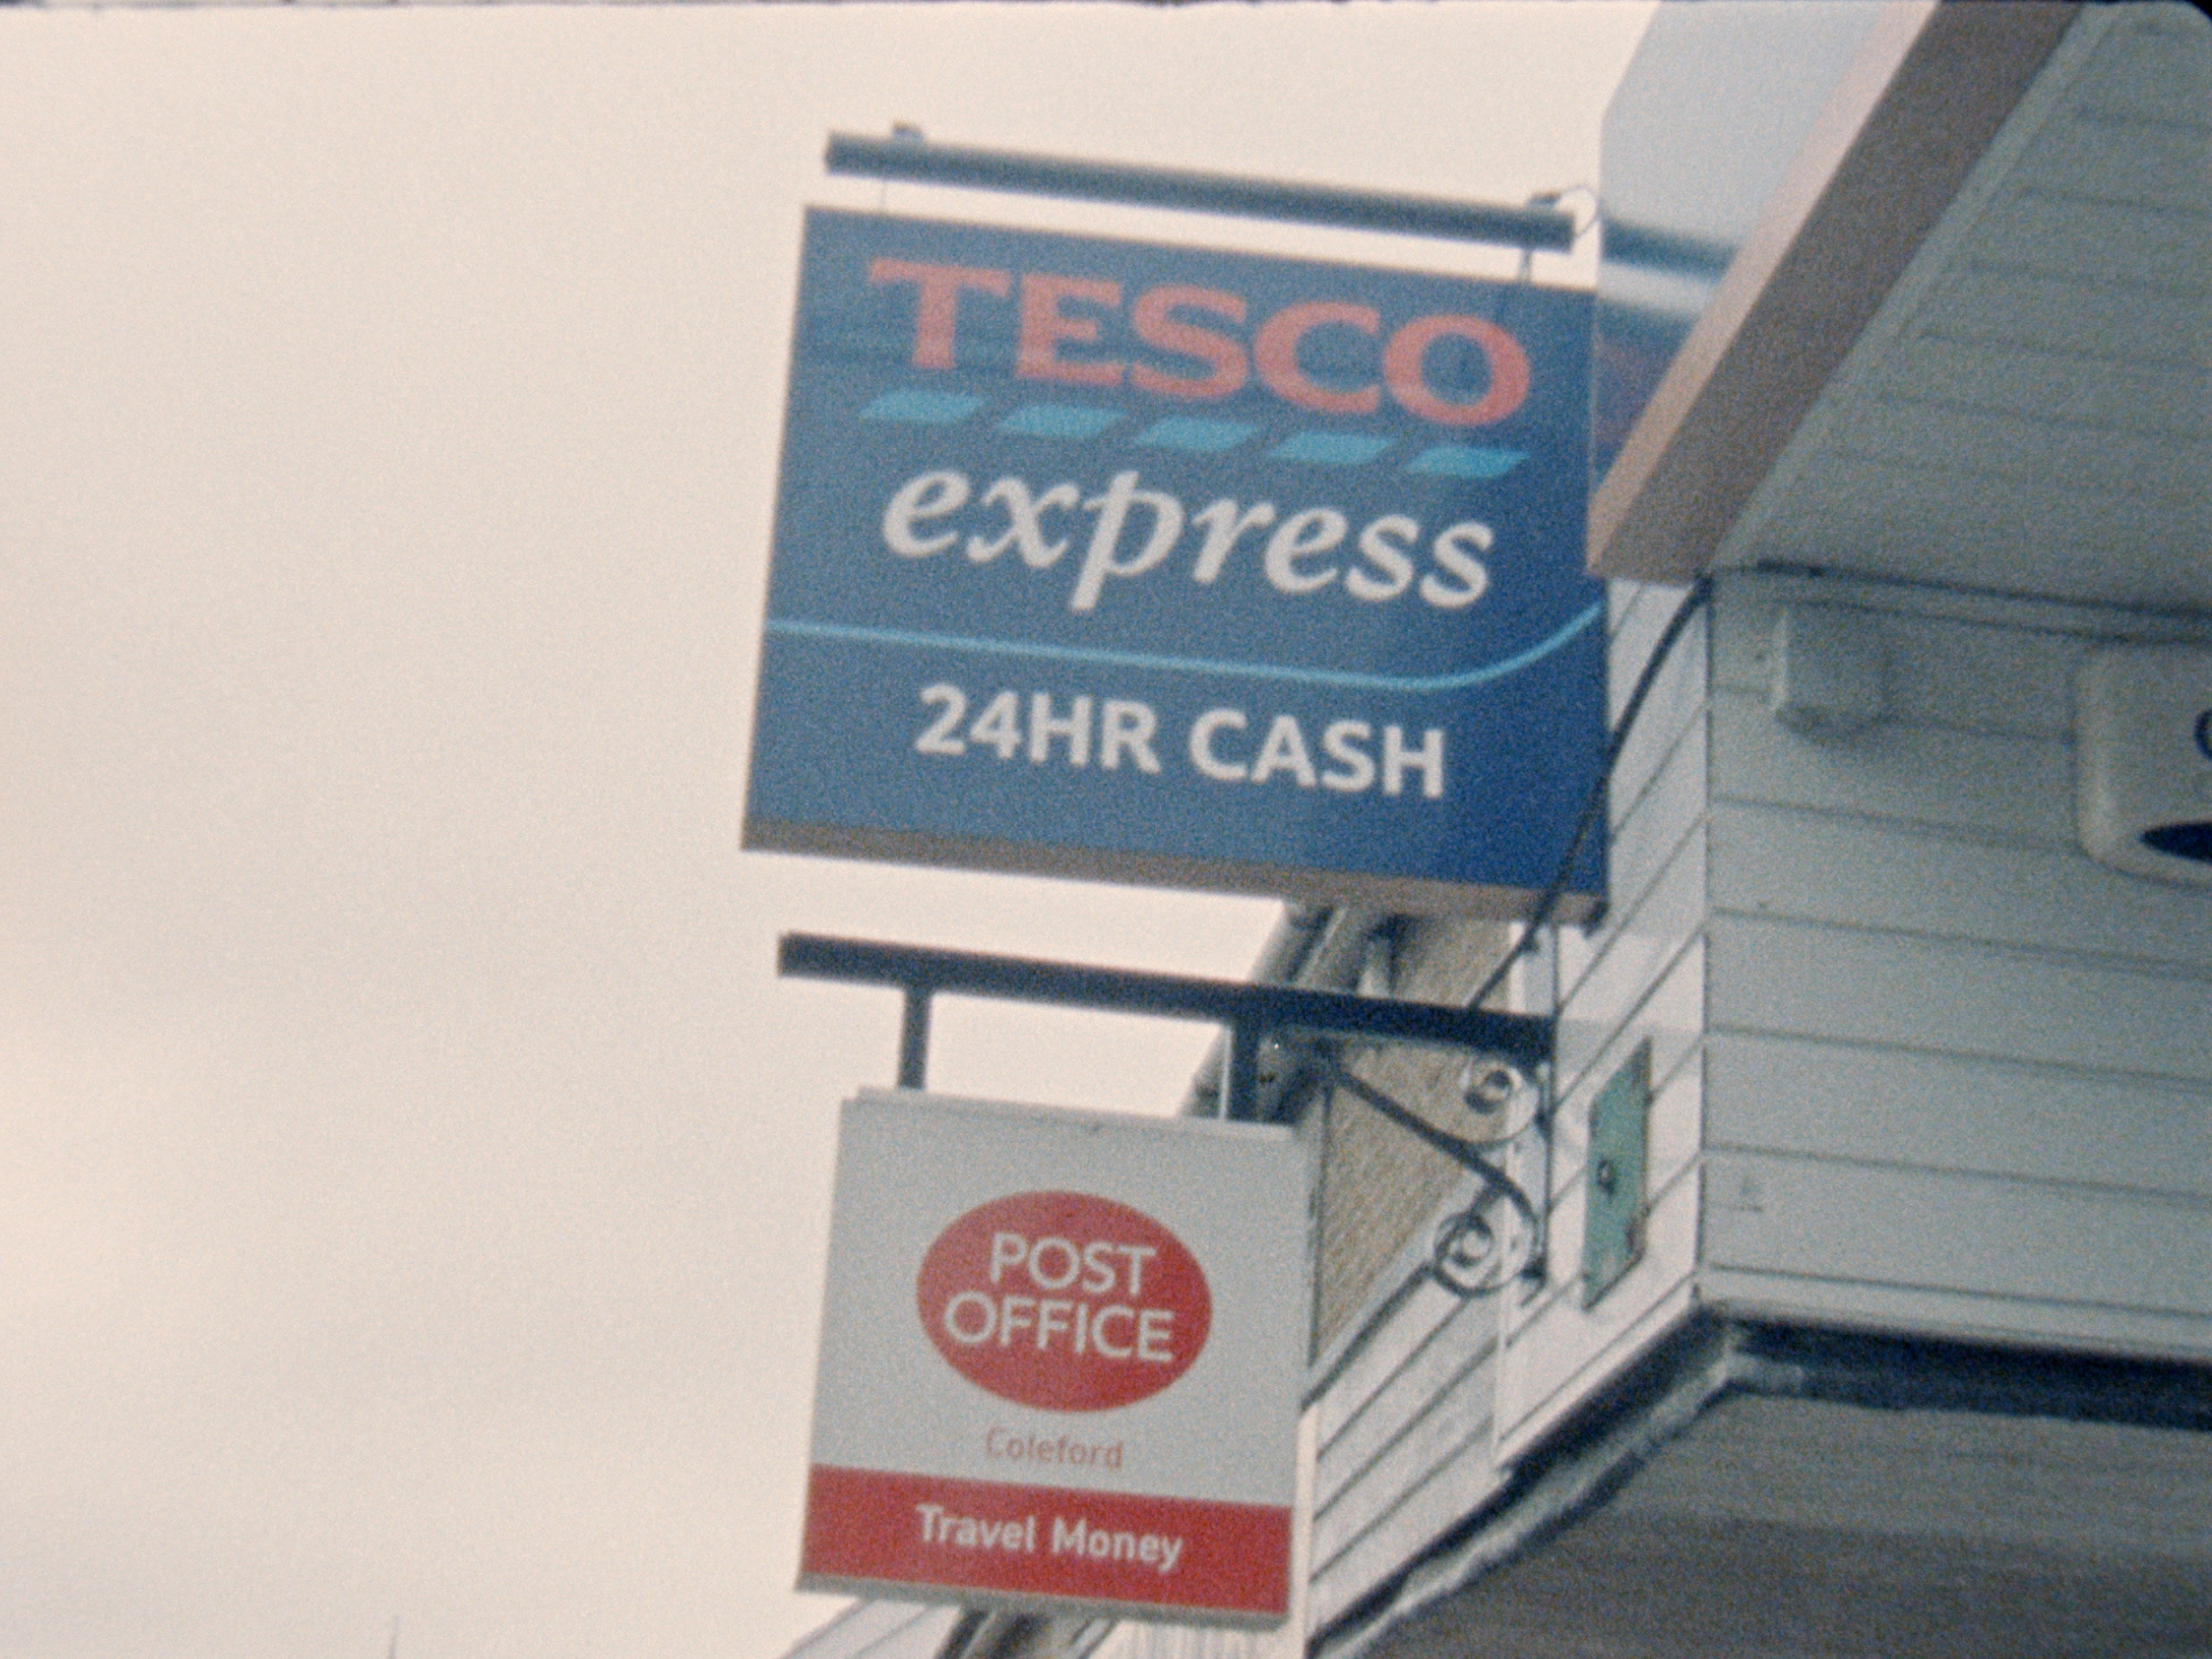 TESCO
express
24HR CASH
POST
OFFICE
Coleford
Travel Money